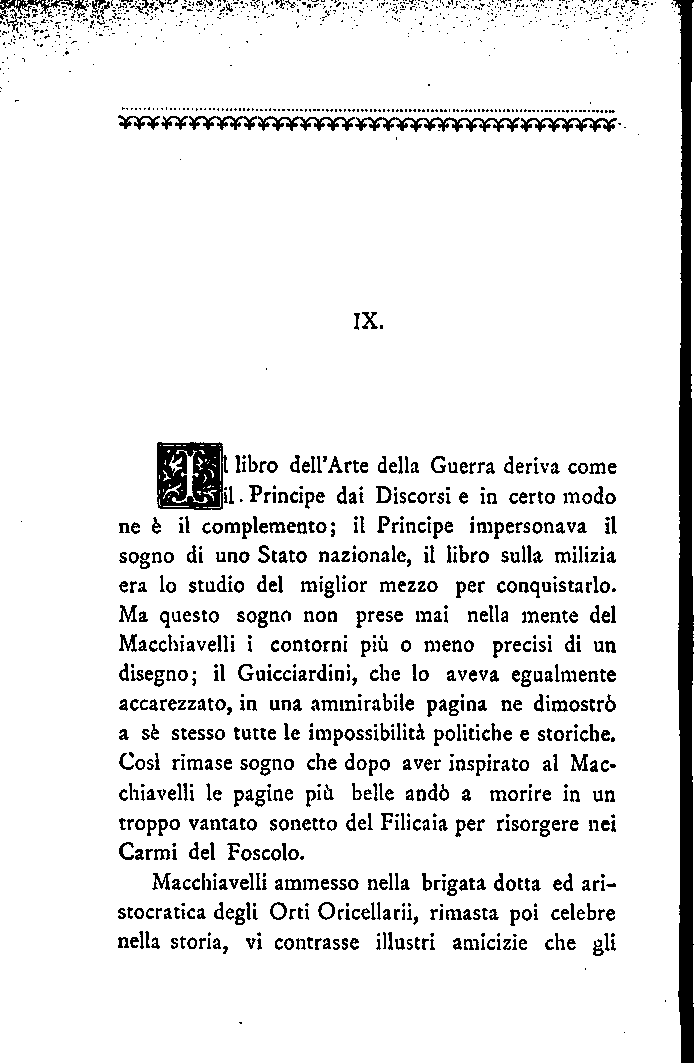 IX.
Il libro dell'Arte della Guerra deriva come
il. Principe dai Discorsi e in certo modo
ne è il complemento; il Principe impersonava il
sogno di uno Stato nazionale, il libro sulla milizia
era lo studio del miglior mezzo per conquistarlo.
Ma questo sogno non prese mai nella mente del
Macchiavelli i contorni più o meno precisi di un
disegno; il Guicciardini, che lo aveva egualmente
accarezzato, in una ammirabile pagina ne dimostrò
a sè stesso tutte le impossibilità politiche e storiche.
Così rimase sogno che dopo aver inspirato al Mac-
chiavelli le pagine più belle andò a morire in un
troppo vantato sonetto del Filicaia per risorgere nei
Carmi del Foscolo.
Macchiavelli ammesso nella brigata dotta ed ari-
stocratica degli Orti Oricellarii, rimasta poi celebre
nella storia, vi contrasse illustri amicizie che gli